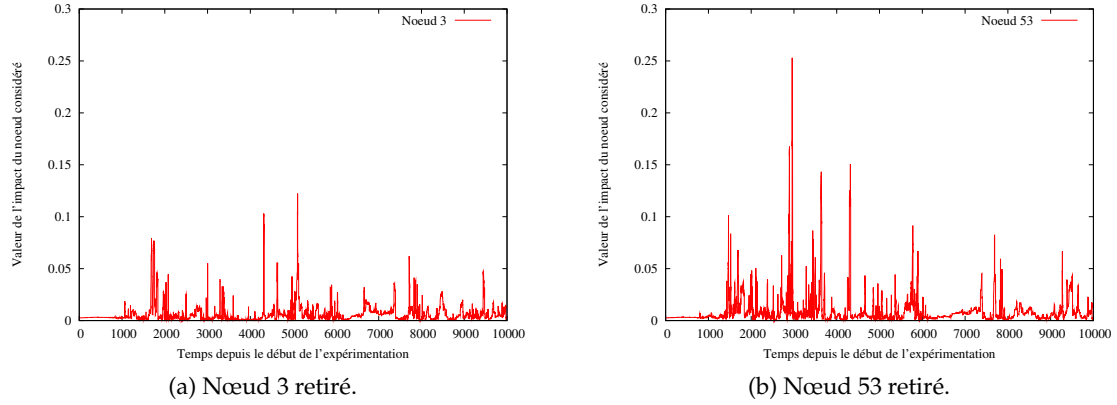 0.3
0.25
0.2
0.15
0.1
0.05
0
Valeur de l'impact du noeud considéré
Noeud 3
0 1000 2000 3000 4000 5000 6000 7000 8000 9000 10000
Temps depuis le début de l'expérimentation
(a) Nœud 3 retiré.
0.3
0.25
0.2
0.15
0.1
0.05
0
Valeur de l'impact du noeud considéré
Noeud 53
0 1000 2000 3000 4000 5000 6000 7000 8000 9000 10000
Temps depuis le début de l'expérimentation
(b) Nœud 53 retiré.